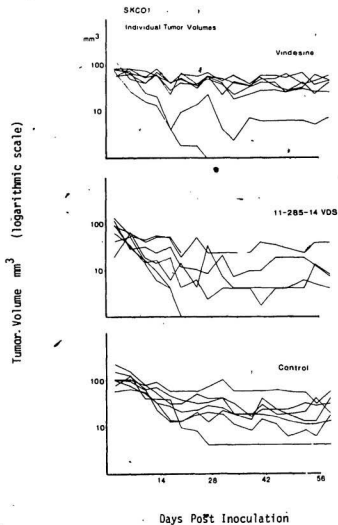 SKCO1
Individual Tumor Volumes
mm3
Vindesine
100
10
11-285-14 VDS
100
10
Control
100
10
14 28 42 56
Tumor Volume mm3 (logarithmic scale)
Days Post Inoculation